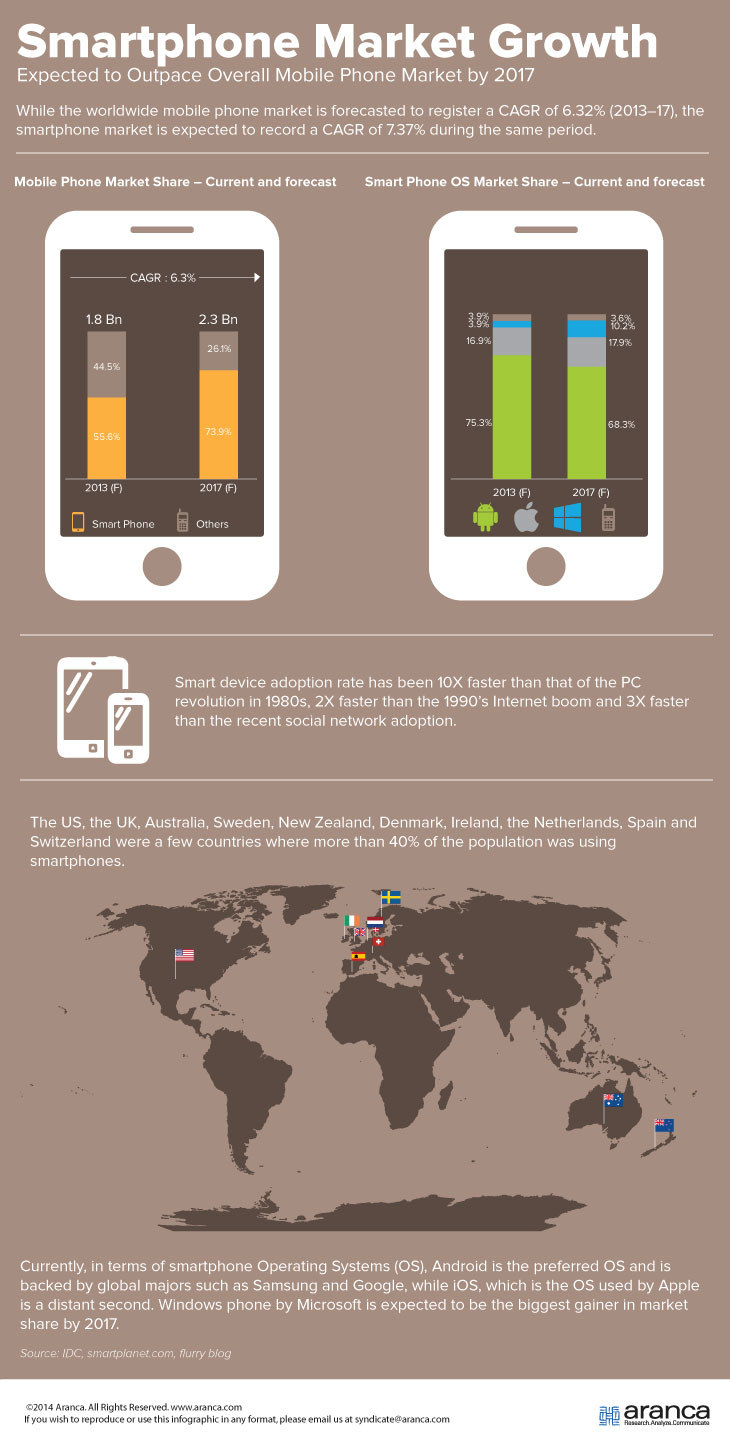 Smartphone Market Growth
Expected to Outpace Overall Mobile Phone Market by 2017
While the worldwide mobile phone market is forecasted to register a CAGR of 6.32% (2013–17), the
smartphone market is expected to record a CAGR of 7.37% during the same period.
Mobile Phone Market Share – Current and forecast
CAGR : 6.3%
1.8 Bn
2.3 Bn
44.5%
26.1%
55.6%
73.9%
2013 (F)
2017 (F)
Smart Phone
Others
Smart Phone OS Market Share – Current and forecast
3.9%
3.9%
16.9%
75.3%
3.6%
10.2%
17.9%
68.3%
2013 (F)
2017 (F)
Smart device adoption rate has been 10X faster than that of the PC
revolution in 1980s, 2X faster than the 1990's Internet boom and 3X faster
than the recent social network adoption.
The US, the UK, Australia, Sweden, New Zealand, Denmark, Ireland, the Netherlands, Spain and
Switzerland were a few countries where more than 40% of the population was using
smartphones.
Currently, in terms of smartphone Operating Systems (OS), Android is the preferred OS and is
backed by global majors such as Samsung and Google, while iOS, which is the OS used by Apple
is a distant second. Windows phone by Microsoft is expected to be the biggest gainer in market
share by 2017.
Source: IDC, smartplanet.com, flurry blog
©2014 Aranca. All Rights Reserved. www.aranca.com
If you wish to reproduce or use this infographic in any format, please email us at syndicate@aranca.com
aranca
Research.Analyze.Communicate